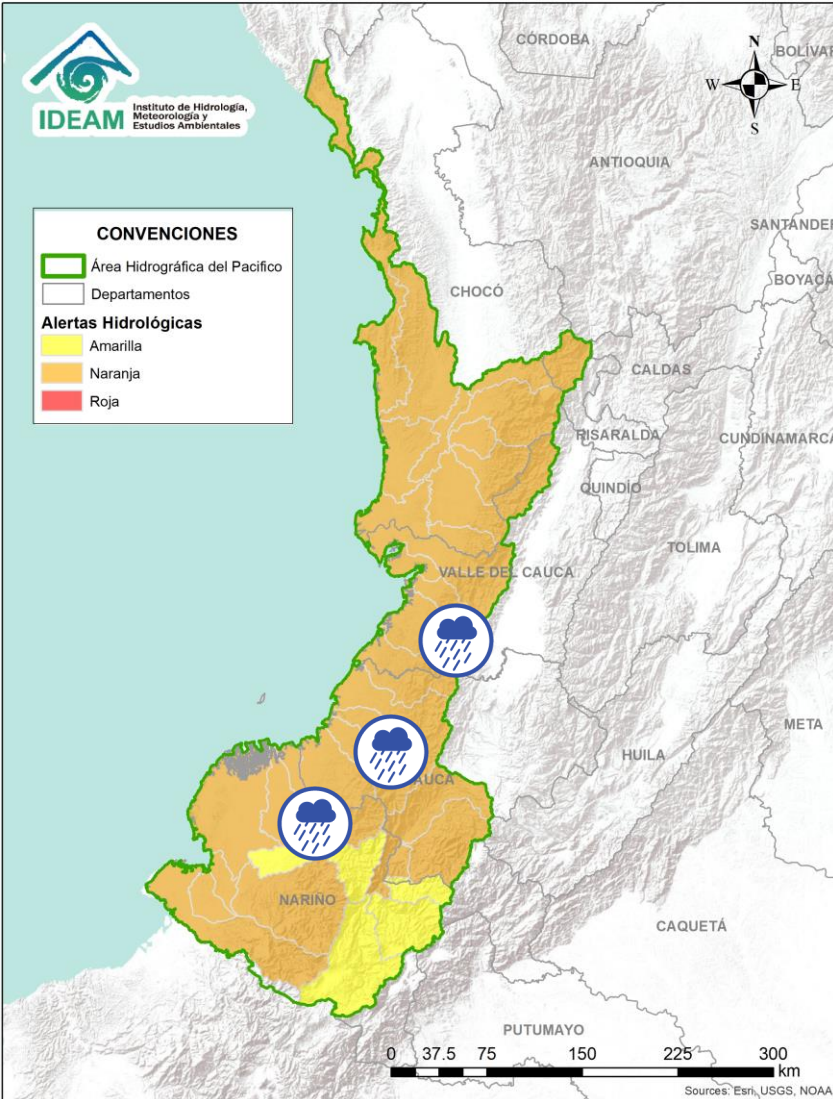 IDEAM
Instituto de Hidrología,
Meteorología y
Estudios Ambientales
CÓRDOBA
BOLÍVAR
N
W
E
S
ANTIOQUIA
SANTANDER
BOYACÁ
CONVENCIONES
Área Hidrográfica del Pacifico
Departamentos
Alertas Hidrológicas
Amarilla
Naranja
Roja
CHOCÓ
CALDAS
RISARALDA
CUNDINAMARCA
QUINDÍO
TOLIMA
VALLE DEL CAUCA
META
HUILA
AUCA
NARIÑO
CAQUETÁ
PUTUMAYO
0 37.5 75 150 225 300
km
Sources: Esri, USGS, NOAA